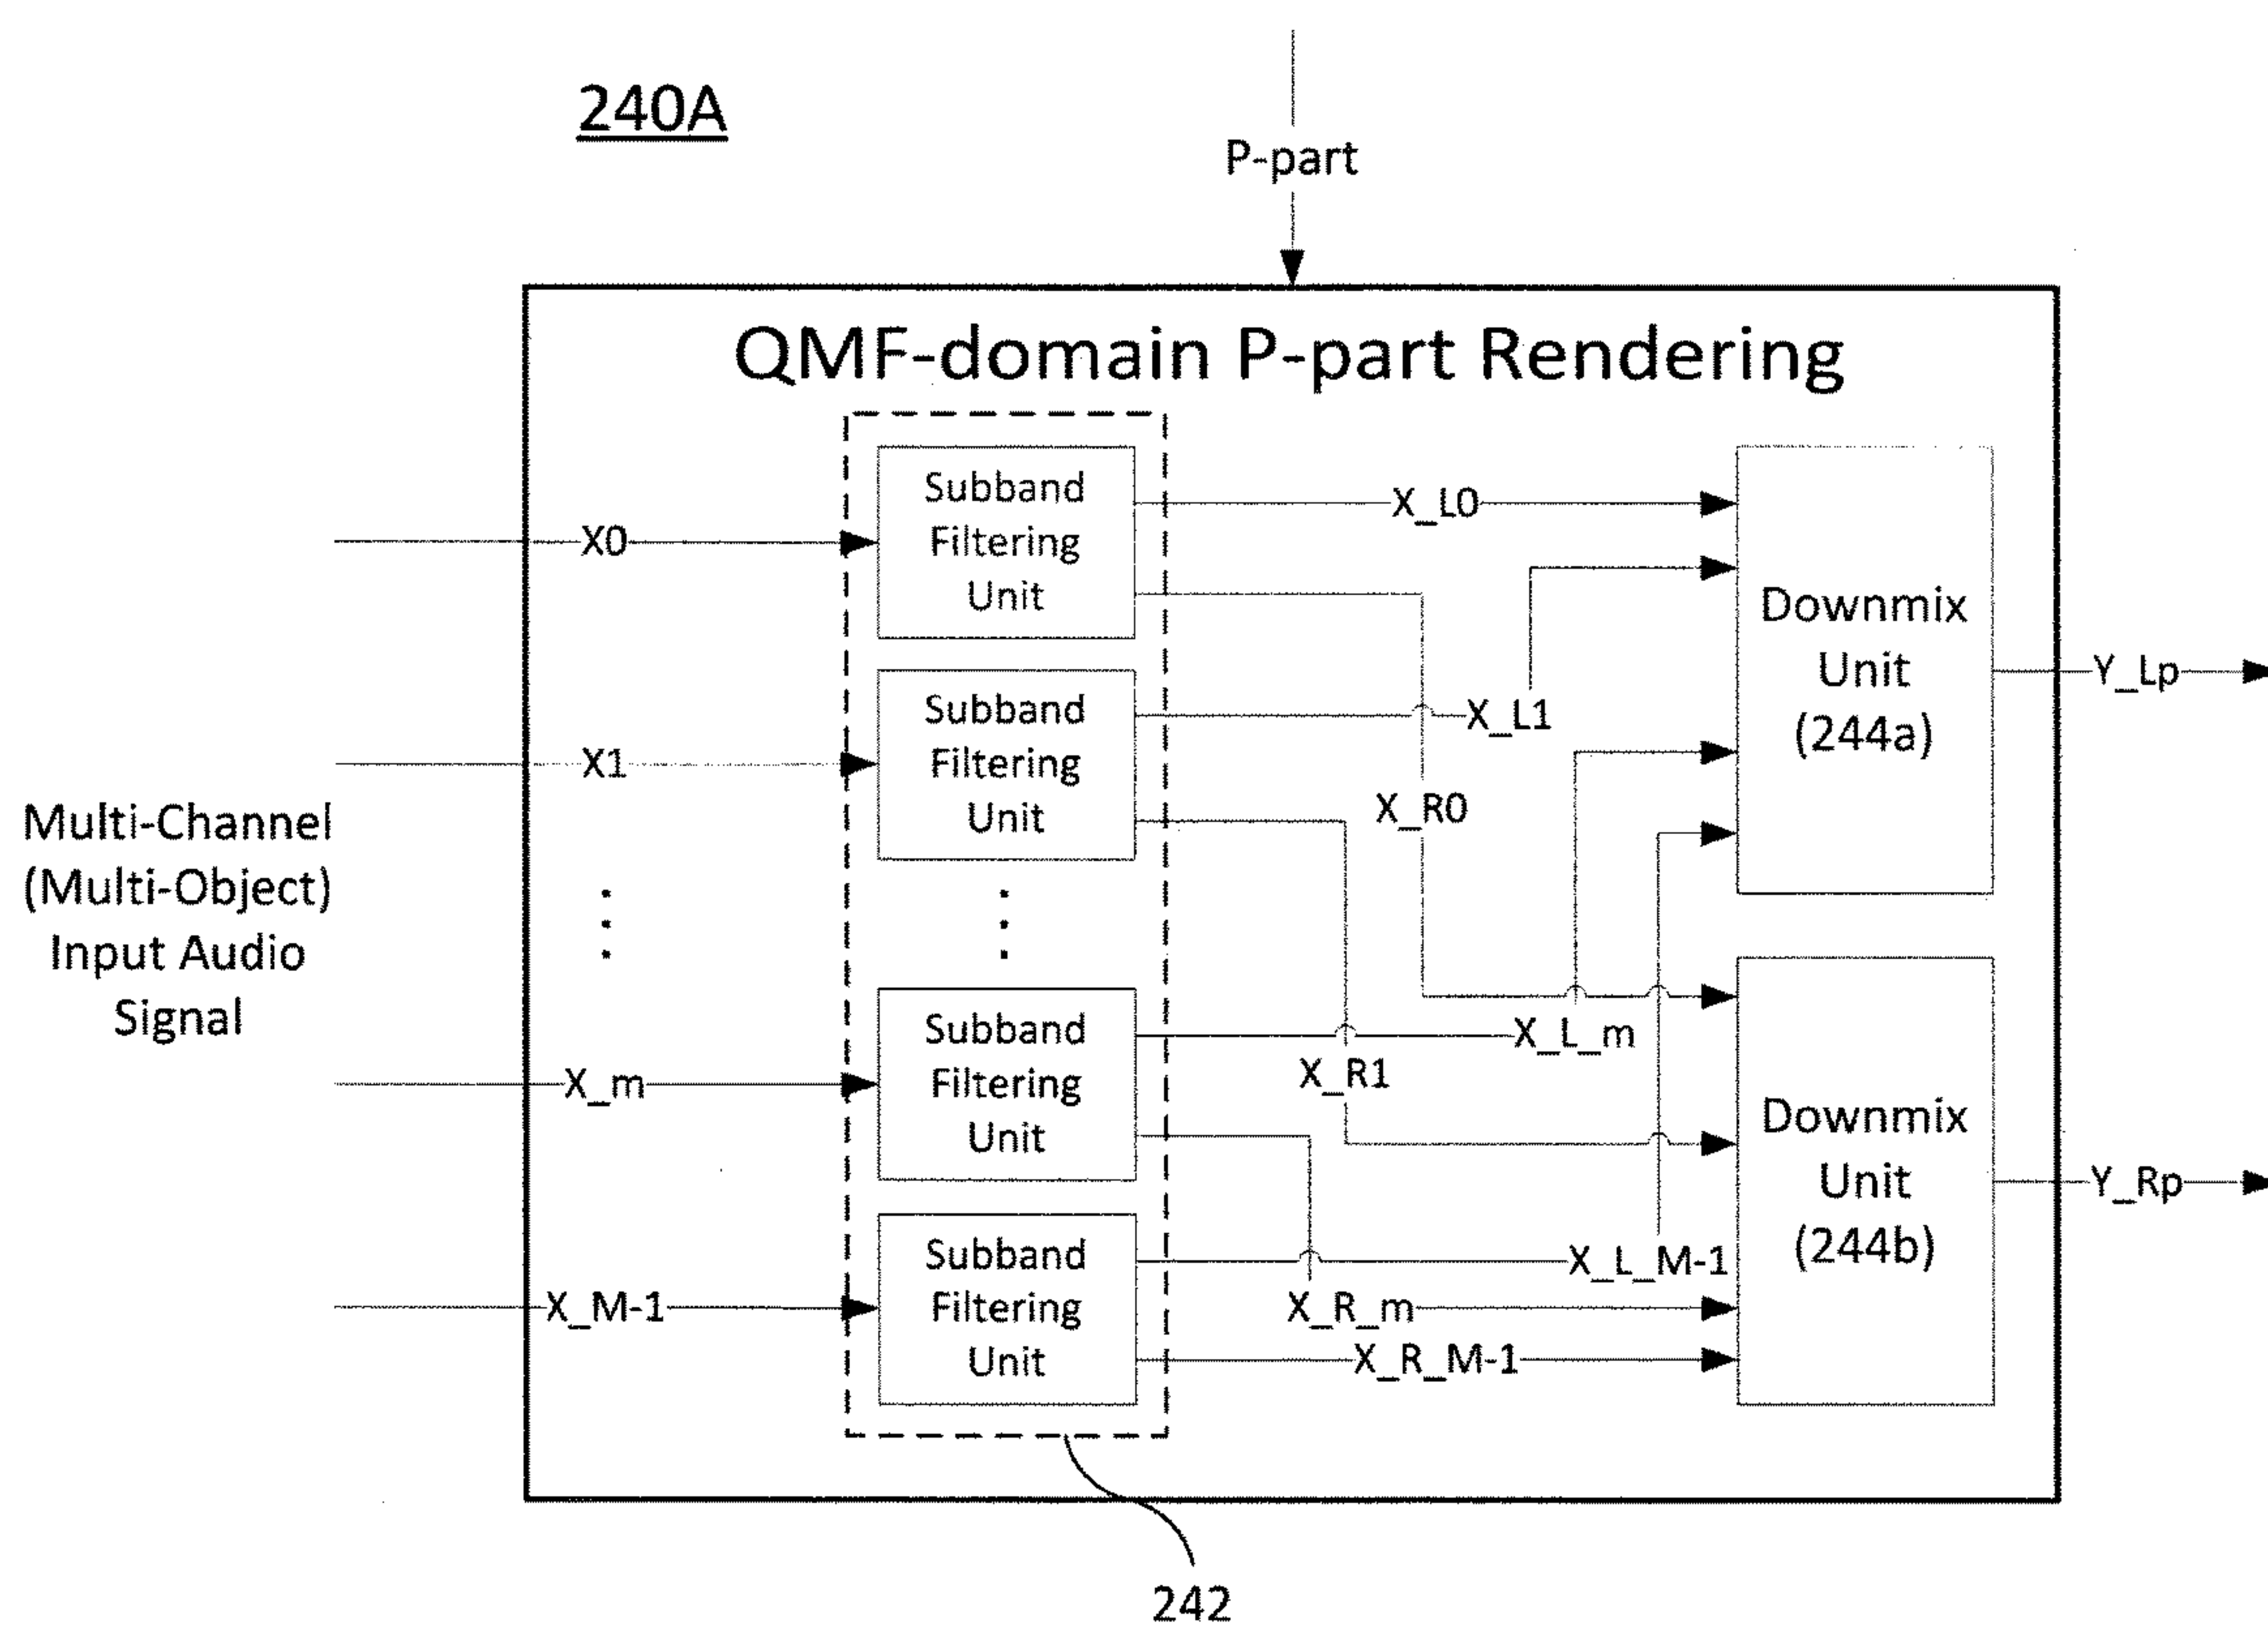 240A
P-part
QMF-domain P-part Rendering
Multi-Channel
(Multi-Object)
Input Audio
Signal
X0
X1
X_m
X_M-1
Subband
Filtering
Unit
Subband
Filtering
Unit
Subband
Filtering
Unit
Subband
Filtering
Unit
X_L0
X_L1
X_R0
X_L_m
X_R1
X_L_M-1
X_R_m
X_R_M-1
Downmix
Unit
(244a)
Downmix
Unit
(244b)
Y_Lp
Y_Rp
242